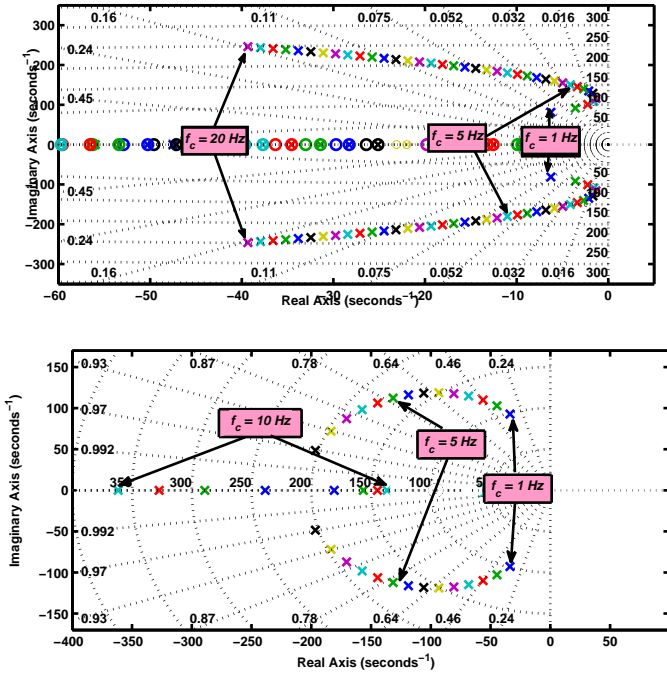 0.16 0.11 0.075 0.052 0.032 0.016 300
300
0.24 250
200 200
0.45 150
100 100
50
f_c = 20 Hz f_c = 5 Hz f_c = 1 Hz
0
50
−100 0.45 100
150
−200 200
0.24 250
−300 0.16 0.11 0.075 0.052 0.032 0.016 300
−60 −50 −40 −30 −20 −10 0
Imaginary Axis (seconds⁻¹)
Real Axis (seconds⁻¹)
150 0.93 0.87 0.78 0.64 0.46 0.24
100 0.97
50 0.992
f_c = 10 Hz
f_c = 5 Hz
0 35 300 250 200 150 100 5
f_c = 1 Hz
−50 0.992
−100 0.97
−150 0.93 0.87 0.78 0.64 0.46 0.24
−400 −350 −300 −250 −200 −150 −100 −50 0 50 100
Imaginary Axis (seconds⁻¹)
Real Axis (seconds⁻¹)